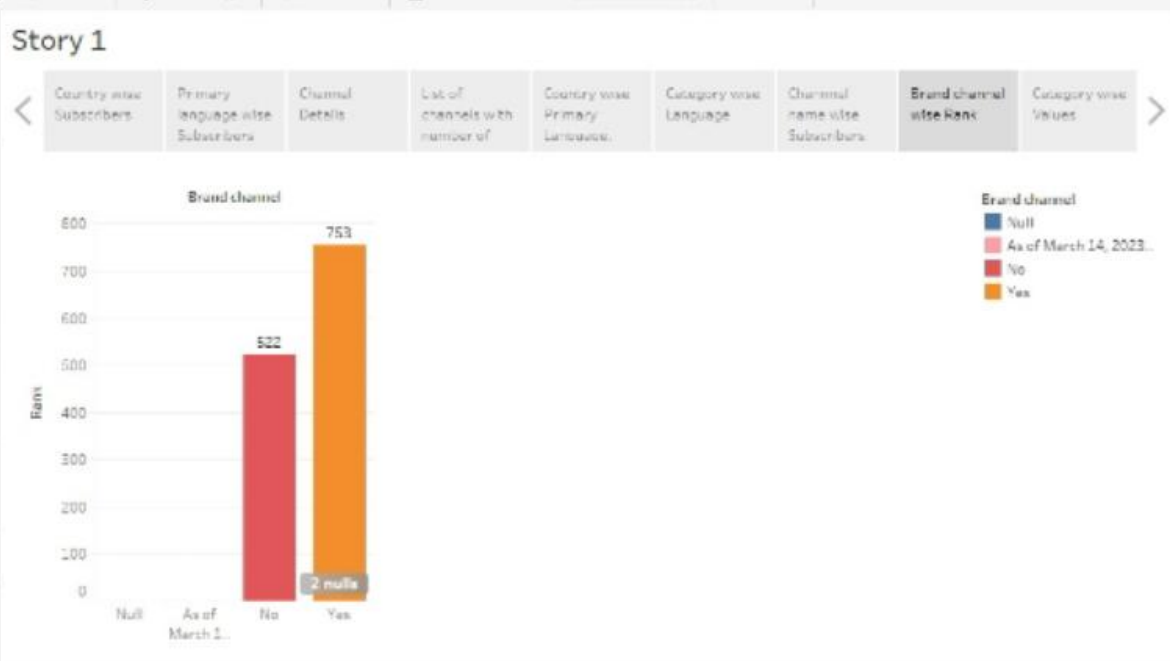 Story 1
Country wise
Subscribers
Primary
language wise
Subscribers
Channel
Details
List of
channels with
number of
Country wise
Primary
Language.
Category wise
Language
Channel
name wise
Subscribers
Brand channel
wise Rank
Category wise
Values
Brand channel
800
700
600
500
400
300
200
100
0
Rank
753
522
2 nulls
Null
As of
March 1..
No
Yes
Brand channel
Null
As of March 14, 2023..
No
Yes